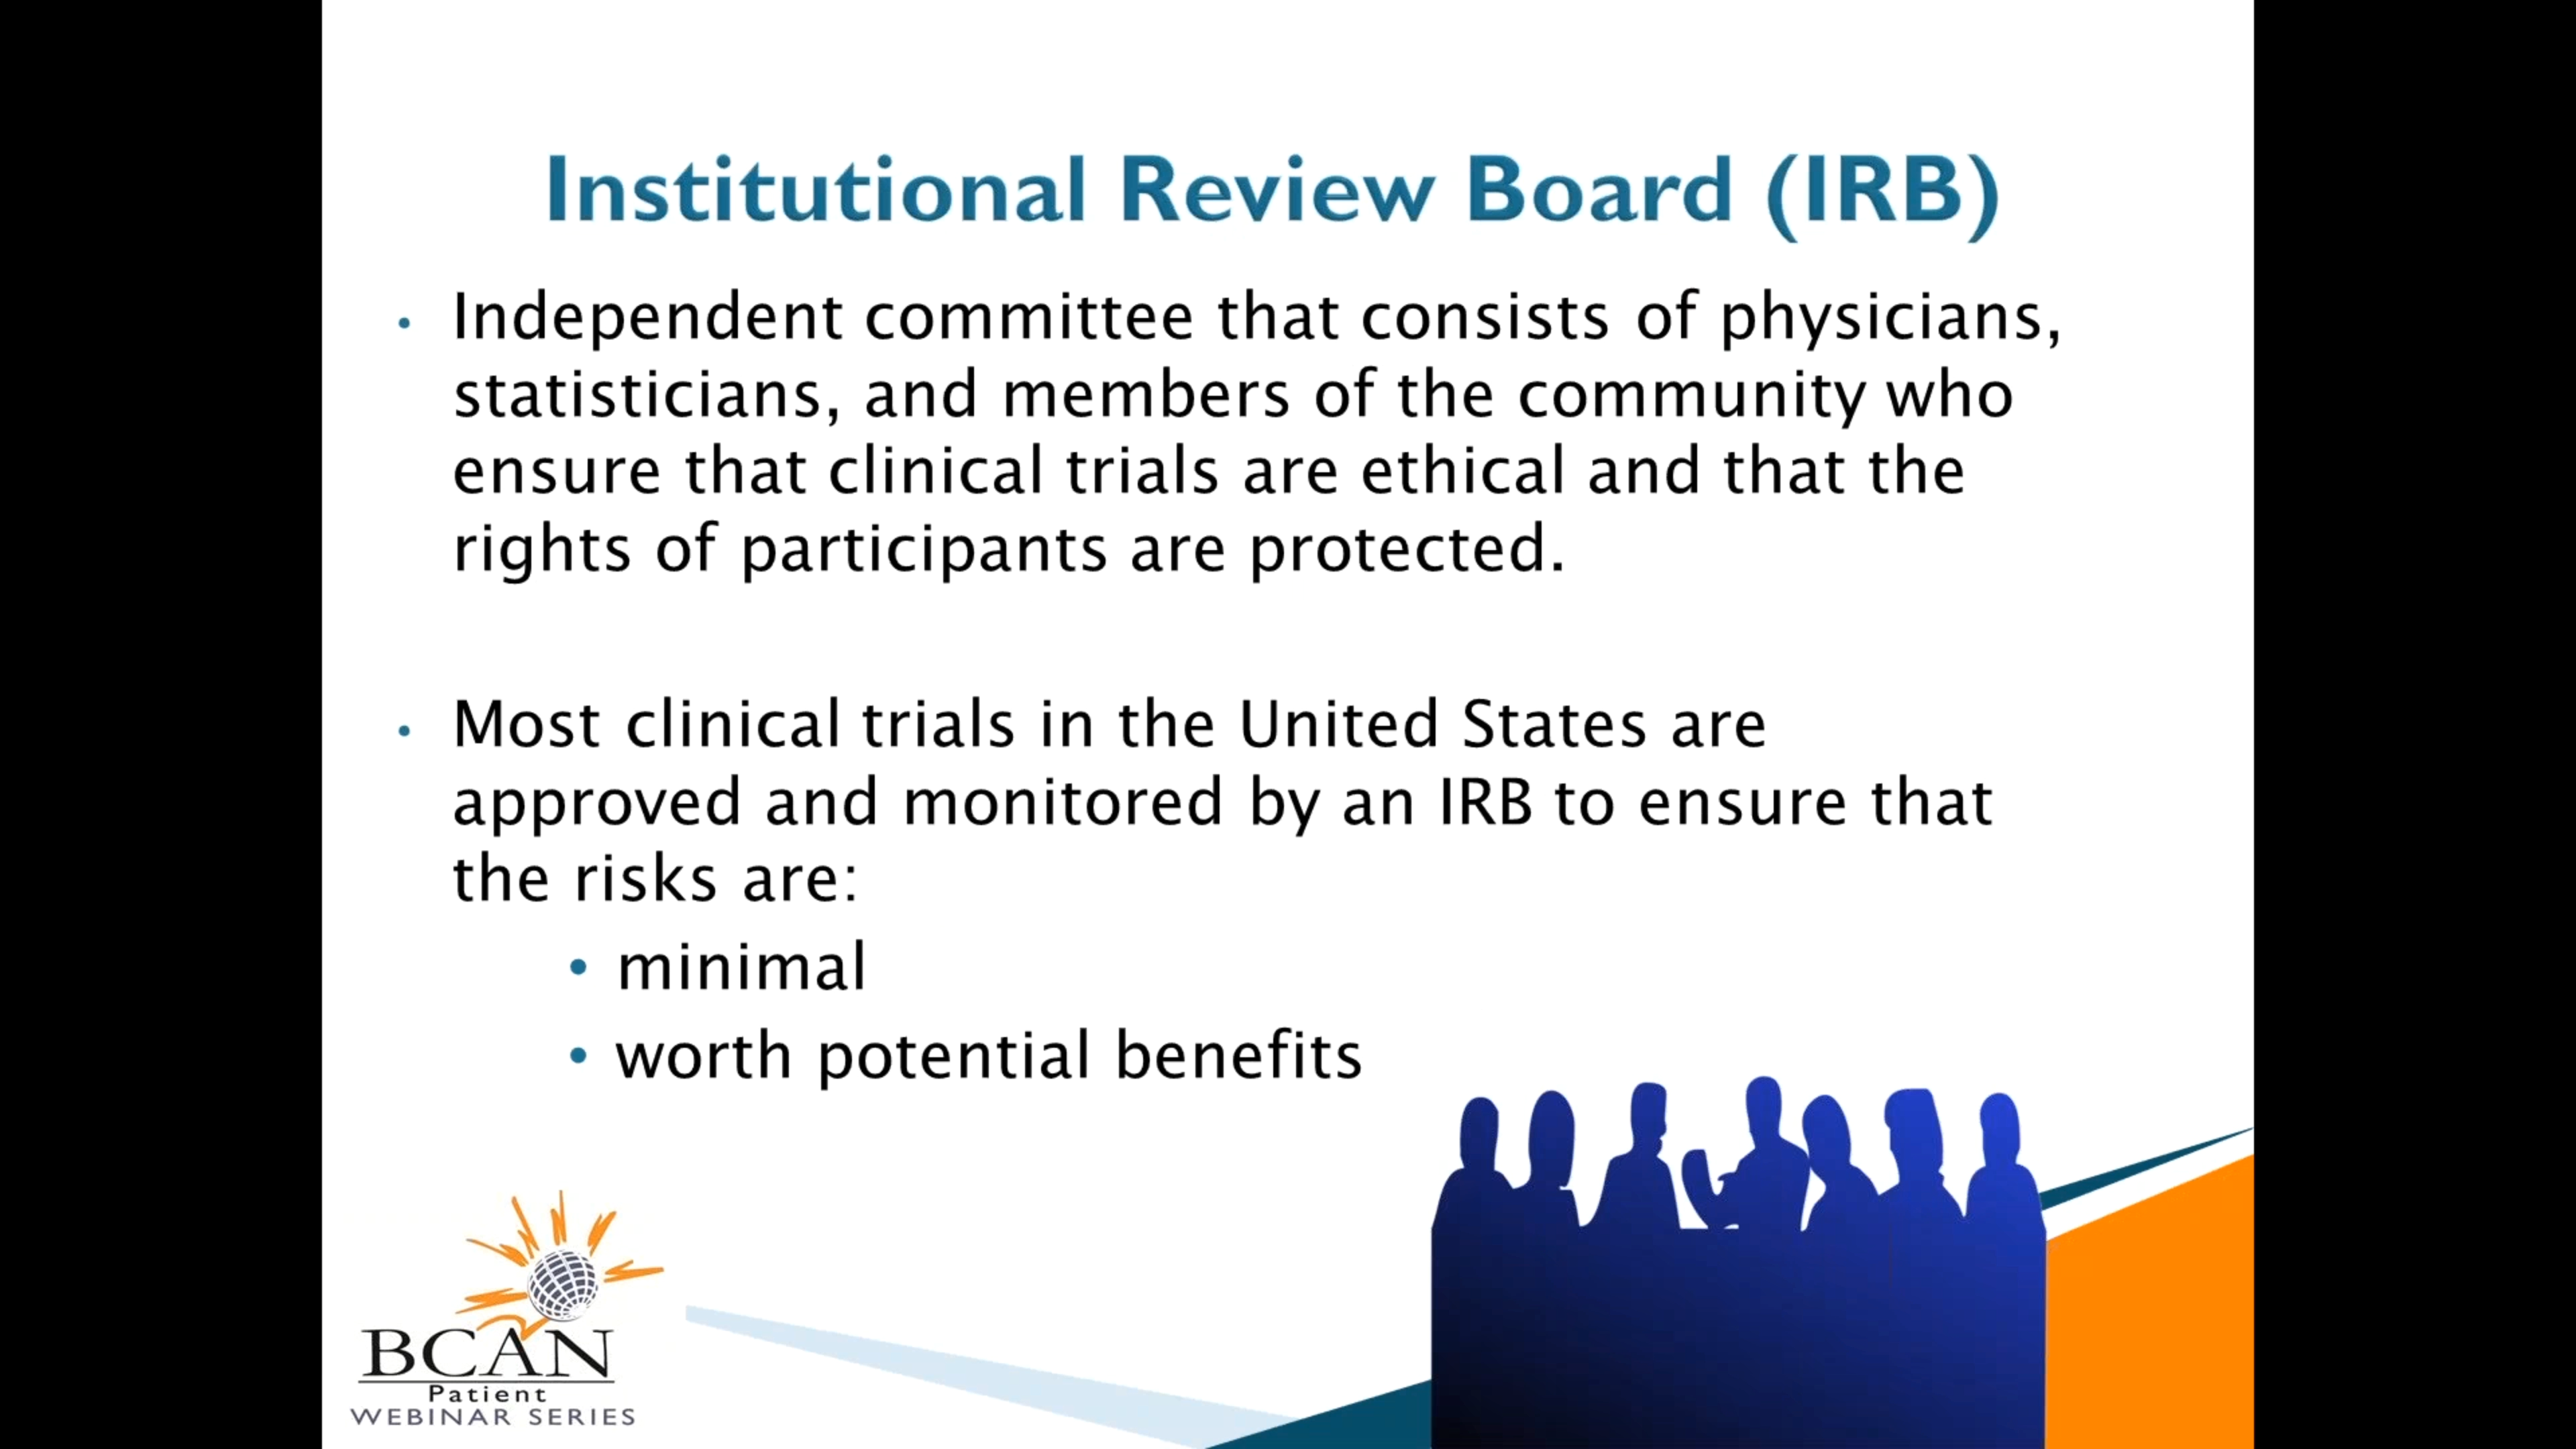 Institutional Review Board (IRB)
• Independent committee that consists of physicians,
statisticians, and members of the community who
ensure that clinical trials are ethical and that the
rights of participants are protected.
• Most clinical trials in the United States are
approved and monitored by an IRB to ensure that
the risks are:
• minimal
• worth potential benefits
BCAN
Patient
WEBINAR SERIES